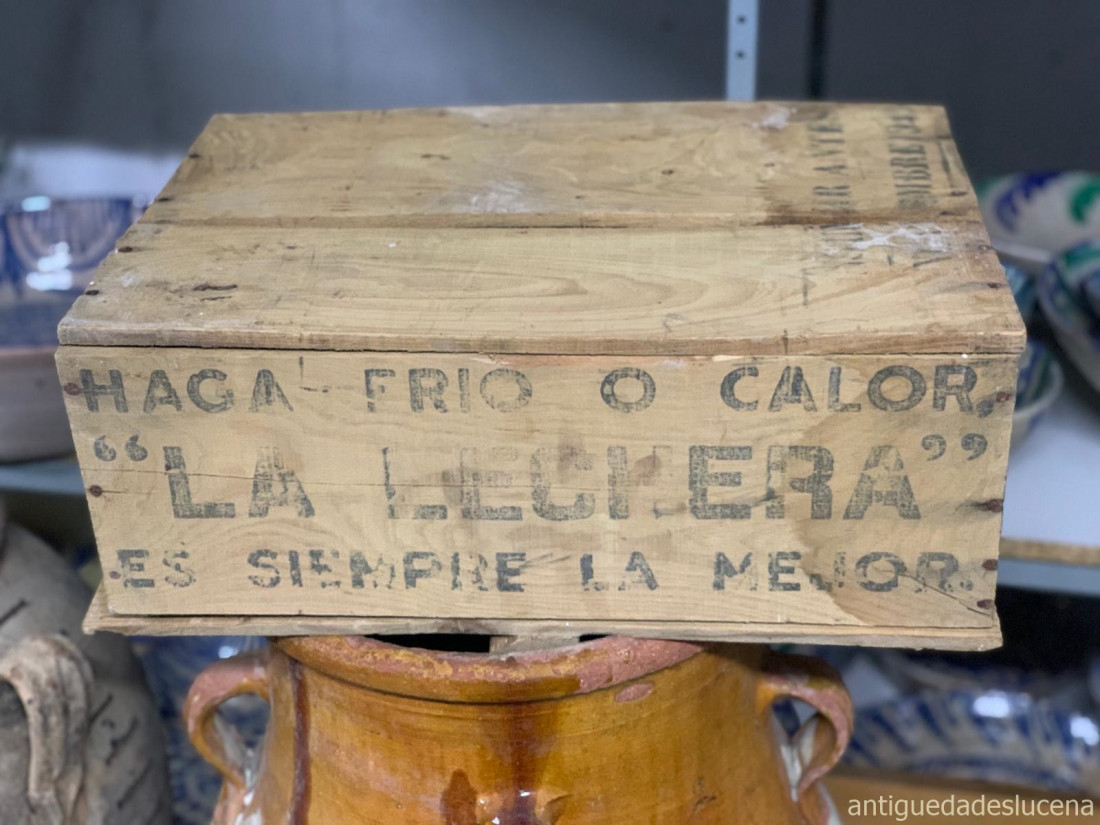 HAGA FRIO O CALOR,
“LA LECHERA”
ES SIEMPRE LA MEJOR.
antiguedadeslucena